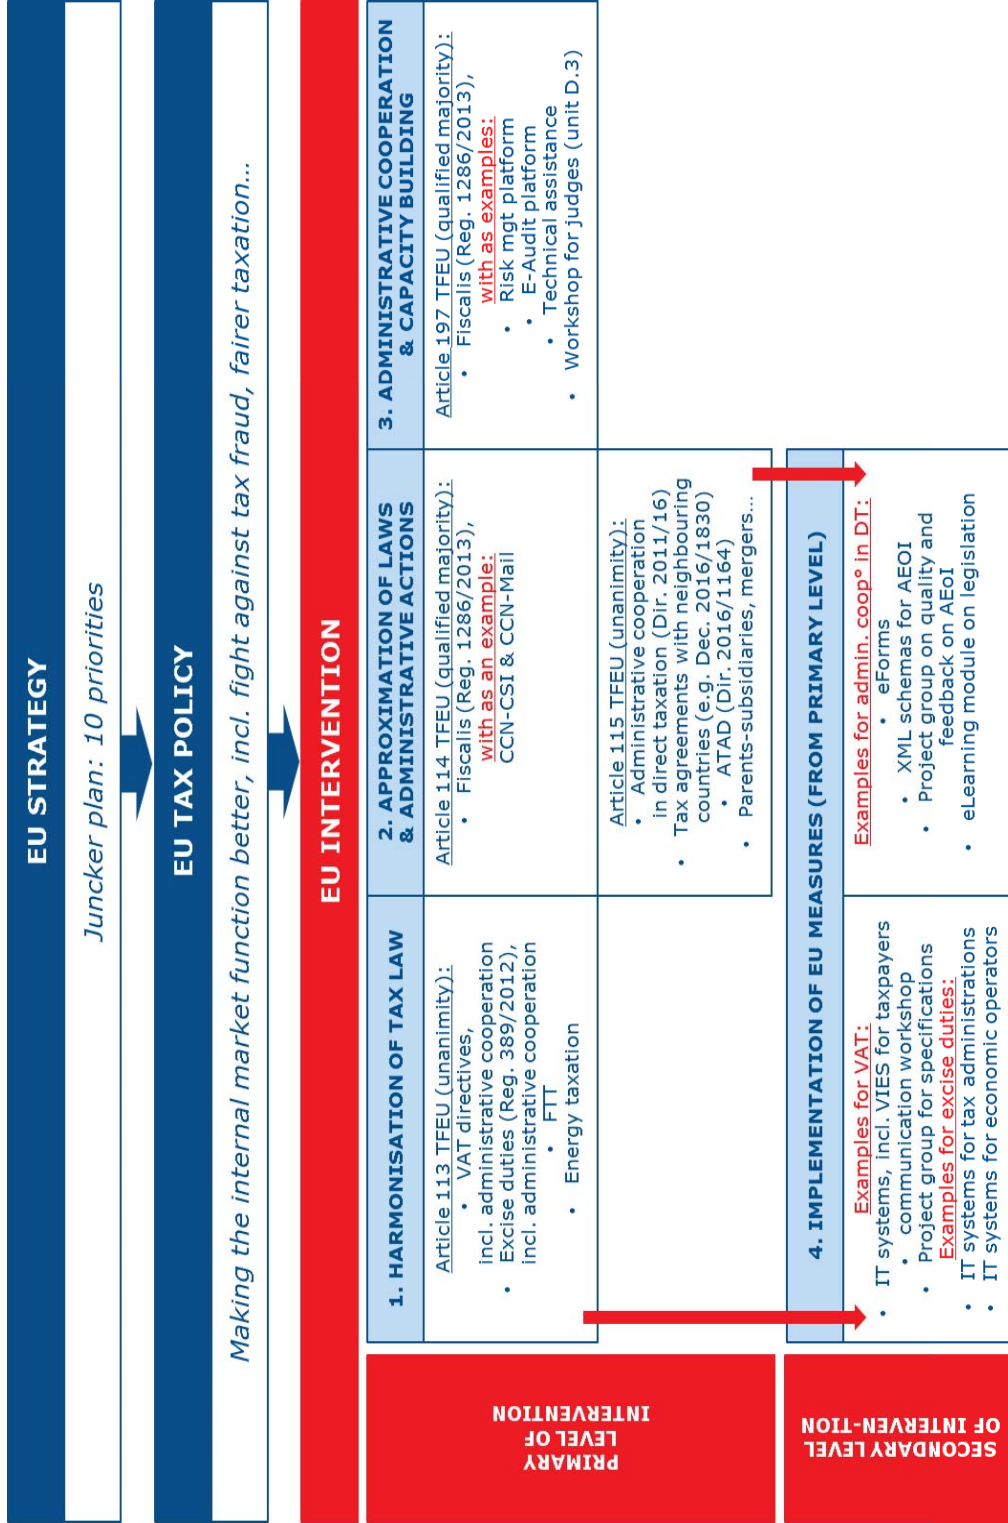 EU STRATEGY
Juncker plan: 10 priorities
EU TAX POLICY
Making the internal market function better, incl. fight against tax fraud, fairer taxation...
EU INTERVENTION
PRIMARY
LEVEL OF
INTERVENTION
1. HARMONISATION OF TAX LAW
Article 113 TFEU (unanimity):
• VAT directives,
incl. administrative cooperation
• Excise duties (Reg. 389/2012),
incl. administrative cooperation
• FTT
• Energy taxation
2. APPROXIMATION OF LAWS
& ADMINISTRATIVE ACTIONS
Article 114 TFEU (qualified majority):
• Fiscalis (Reg. 1286/2013),
with as an example:
CCN-CSI & CCN-Mail
Article 115 TFEU (unanimity):
• Administrative cooperation
in direct taxation (Dir. 2011/16)
• Tax agreements with neighbouring
countries (e.g. Dec. 2016/1830)
• ATAD (Dir. 2016/1164)
• Parents-subsidiaries, mergers...
3. ADMINISTRATIVE COOPERATION
& CAPACITY BUILDING
Article 197 TFEU (qualified majority):
• Fiscalis (Reg. 1286/2013),
with as examples:
• Risk mgt platform
• E-Audit platform
• Technical assistance
• Workshop for judges (unit D.3)
SECONDARY LEVEL
OF INTERVEN-TION
4. IMPLEMENTATION OF EU MEASURES (FROM PRIMARY LEVEL)
Examples for VAT:
• IT systems, incl. VIES for taxpayers
• communication workshop
• Project group for specifications
Examples for excise duties:
• IT systems for tax administrations
• IT systems for economic operators
Examples for admin. coop° in DT:
• eForms
• XML schemas for AEOI
• Project group on quality and
feedback on AEoI
• eLearning module on legislation